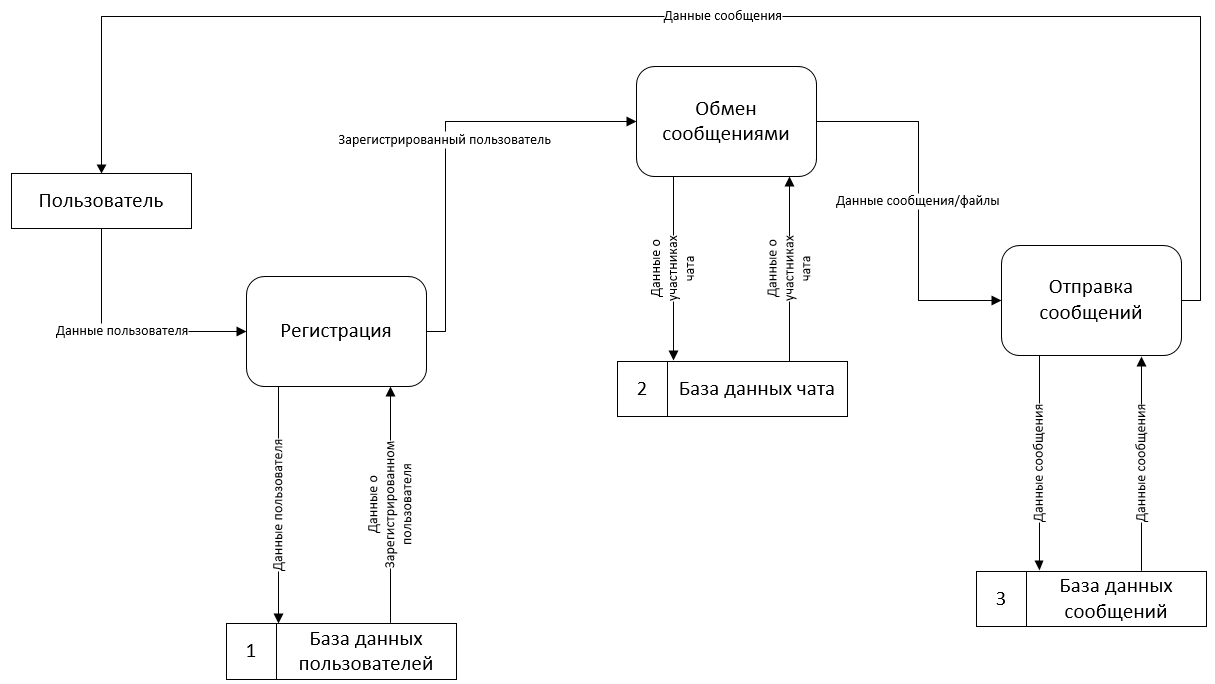 Данные сообщения
Обмен
сообщениями
Зарегистрированный пользователь
Пользователь
Данные сообщения/файлы
Данные о
участниках
чата
Данные о
участниках
чата
Отправка
сообщений
Данные пользователя
Регистрация
2
База данных чата
Данные пользователя
Данные о
Зарегистрированном
пользователя
Данные сообщения
Данные сообщения
3
База данных
сообщений
1
База данных
пользователей